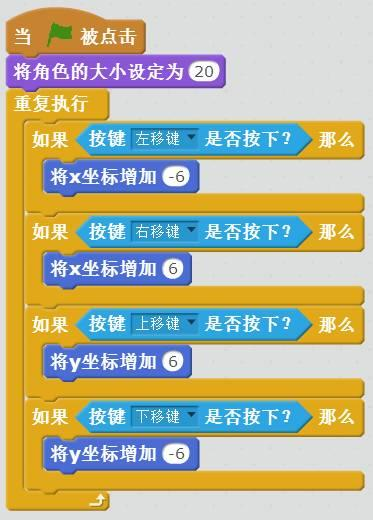 当 被点击
将角色的大小设定为 20
重复执行
如果 按键 左移键 是否按下？ 那么
将x坐标增加 -6
如果 按键 右移键 是否按下？ 那么
将x坐标增加 6
如果 按键 上移键 是否按下？ 那么
将y坐标增加 6
如果 按键 下移键 是否按下？ 那么
将y坐标增加 -6